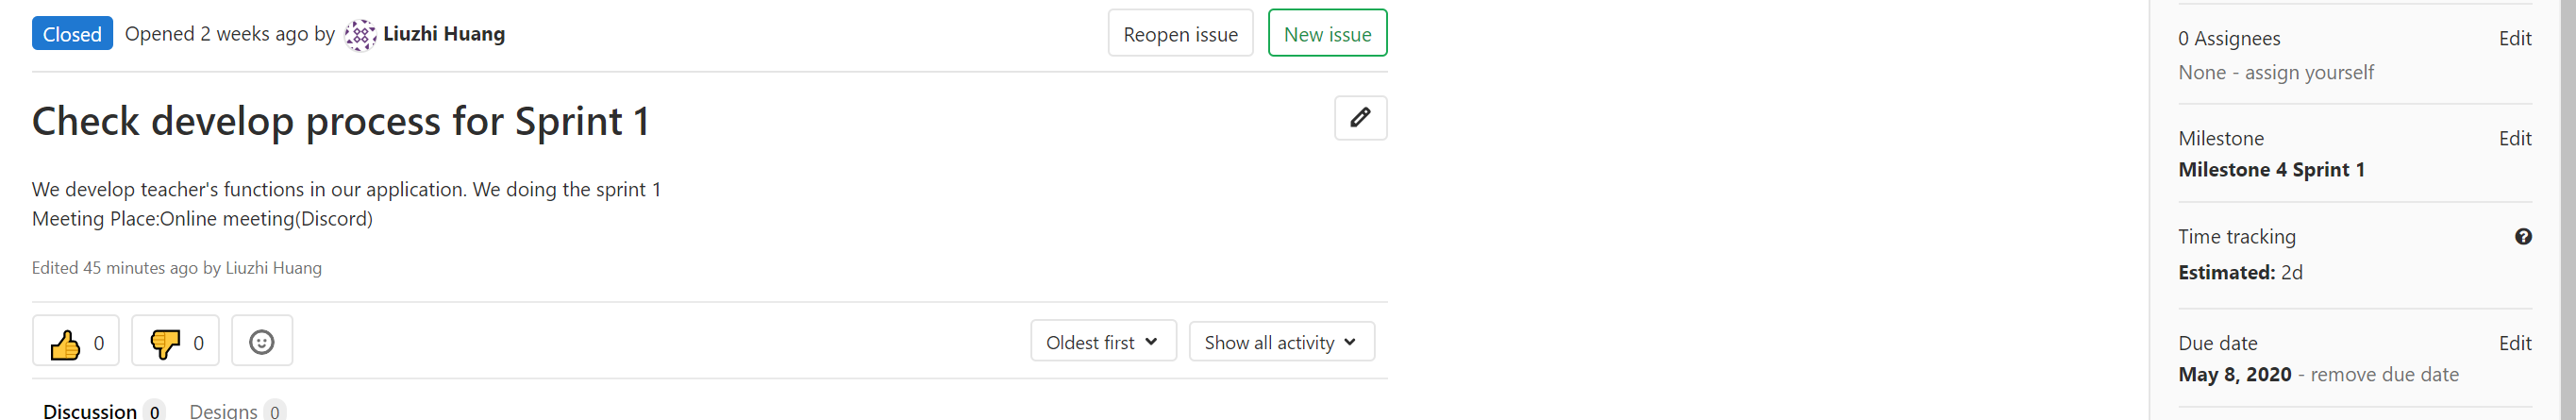 Closed Opened 2 weeks ago by Liuzhi Huang
Reopen issue
New issue
Check develop process for Sprint 1
We develop teacher's functions in our application. We doing the sprint 1
Meeting Place:Online meeting(Discord)
Edited 45 minutes ago by Liuzhi Huang
0
0
Oldest first
Show all activity
Discussion 0
Designs 0
0 Assignees
Edit
None - assign yourself
Milestone
Edit
Milestone 4 Sprint 1
Time tracking
Estimated: 2d
Due date
Edit
May 8, 2020 - remove due date